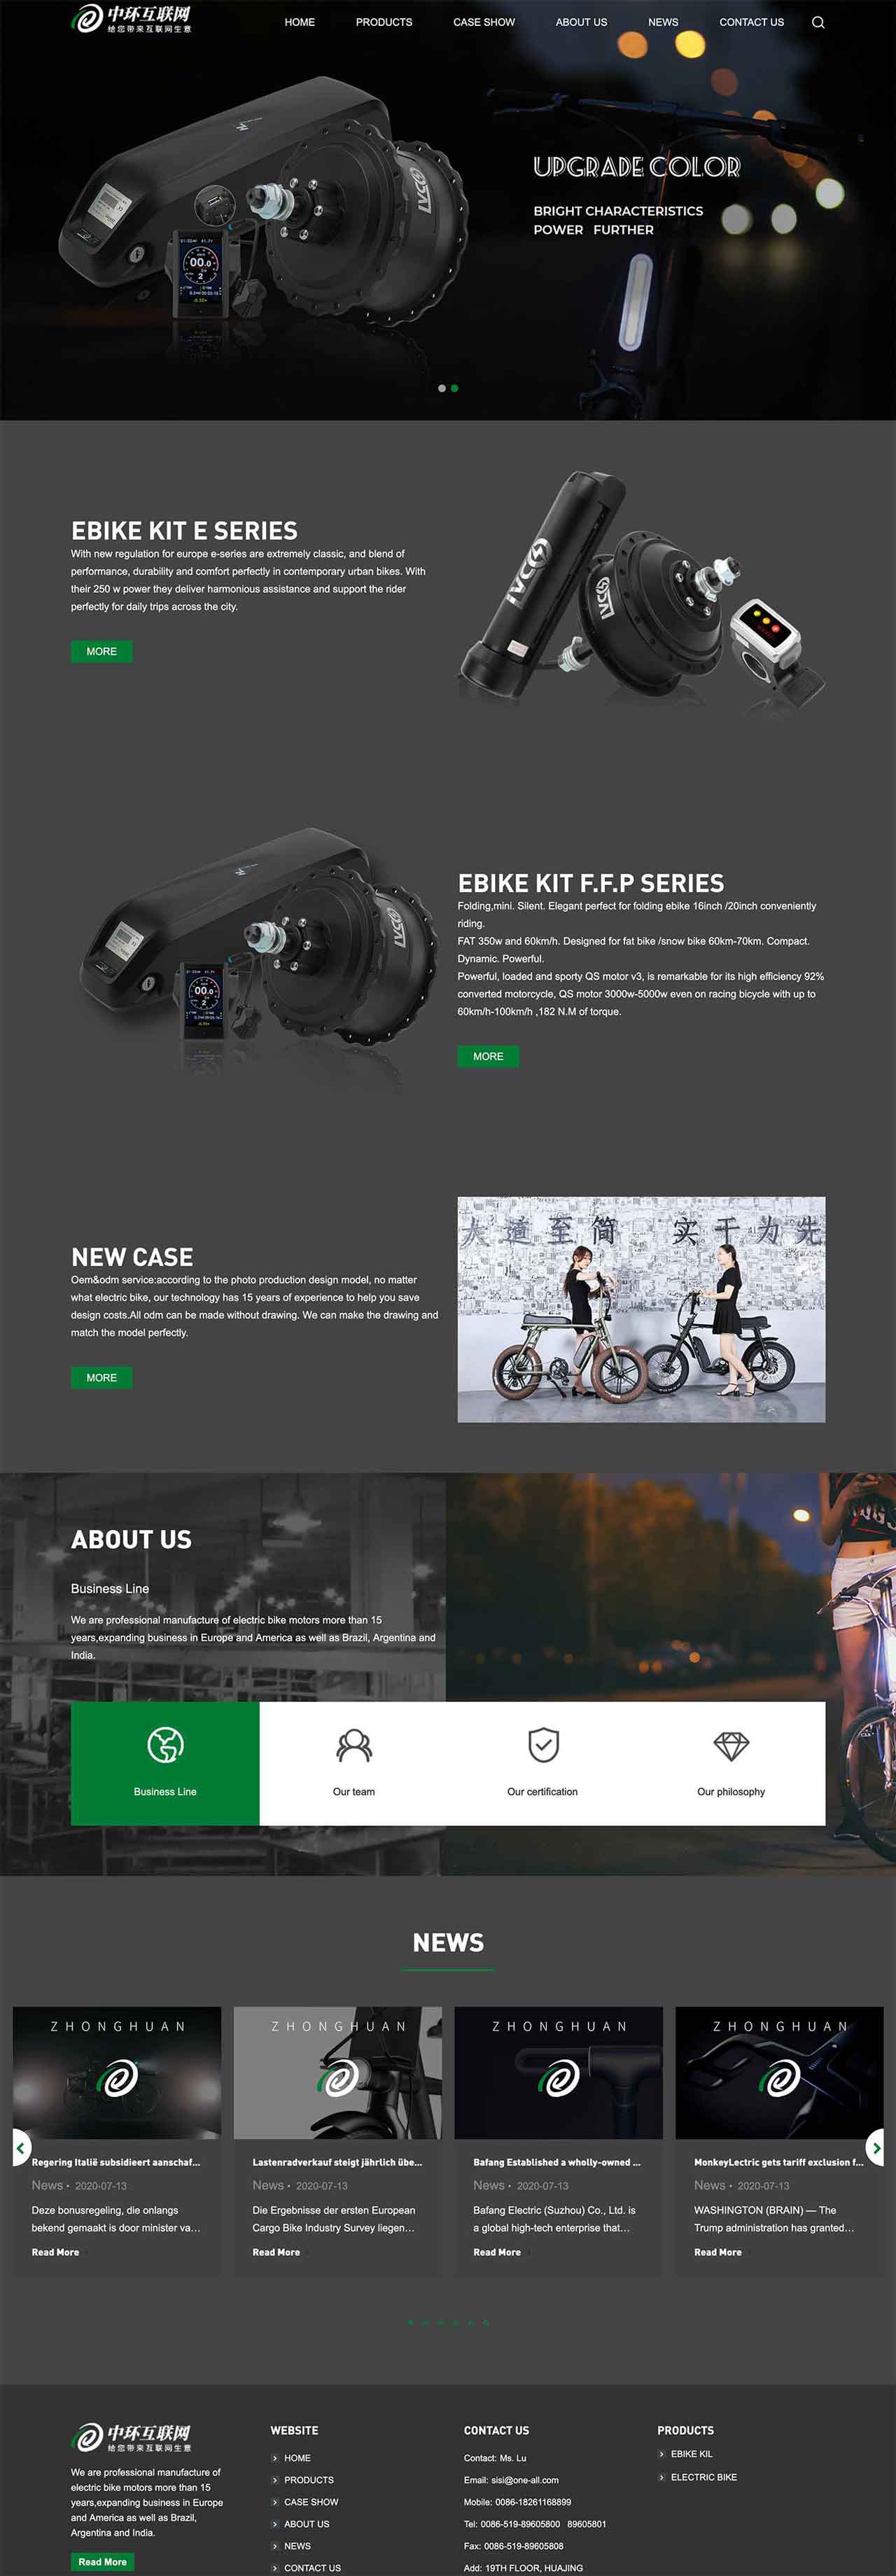 中环互联网
给您带来互联网生意
HOME
PRODUCTS
CASE SHOW
ABOUT US
NEWS
CONTACT US
UPGRADE COLOR
BRIGHT CHARACTERISTICS
POWER FURTHER
LVCO
00.0
EBIKE KIT E SERIES
With new regulation for europe e-series are extremely classic, and blend of
performance, durability and comfort perfectly in contemporary urban bikes. With
their 250 w power they deliver harmonious assistance and support the rider
perfectly for daily trips across the city.
MORE
LVCO
LVCO
LVCO
00.0
EBIKE KIT F.F.P SERIES
Folding,mini. Silent. Elegant perfect for folding ebike 16inch /20inch conveniently
riding.
FAT 350w and 60km/h. Designed for fat bike /snow bike 60km-70km. Compact.
Dynamic. Powerful.
Powerful, loaded and sporty QS motor v3, is remarkable for its high efficiency 92%
converted motorcycle, QS motor 3000w-5000w even on racing bicycle with up to
60km/h-100km/h ,182 N.M of torque.
MORE
NEW CASE
Oem&odm service:according to the photo production design model, no matter
what electric bike, our technology has 15 years of experience to help you save
design costs.All odm can be made without drawing. We can make the drawing and
match the model perfectly.
MORE
大道至简 实干为先
ABOUT US
Business Line
We are professional manufacture of electric bike motors more than 15
years,expanding business in Europe and America as well as Brazil, Argentina and
India.
Business Line
Our team
Our certification
Our philosophy
NEWS
ZHONGHUAN
ZHONGHUAN
ZHONGHUAN
ZHONGHUAN
Regering Italië subsidieert aanschaf...
News · 2020-07-13
Deze bonusregeling, die onlangs
bekend gemaakt is door minister va...
Read More
Lastenradverkauf steigt jährlich übe...
News · 2020-07-13
Die Ergebnisse der ersten European
Cargo Bike Industry Survey liegen...
Read More
Bafang Established a wholly-owned ...
News · 2020-07-13
Bafang Electric (Suzhou) Co., Ltd. is
a global high-tech enterprise that...
Read More
MonkeyLectric gets tariff exclusion f...
News · 2020-07-13
WASHINGTON (BRAIN) — The
Trump administration has granted...
Read More
中环互联网
给您带来互联网生意
We are professional manufacture of
electric bike motors more than 15
years,expanding business in Europe
and America as well as Brazil,
Argentina and India.
Read More
WEBSITE
HOME
PRODUCTS
CASE SHOW
ABOUT US
NEWS
CONTACT US
CONTACT US
Contact: Ms. Lu
Email: sisi@one-all.com
Mobile: 0086-18261168899
Tel: 0086-519-89605800 89605801
Fax: 0086-519-89605808
Add: 19TH FLOOR, HUAJING
PRODUCTS
EBIKE KIL
ELECTRIC BIKE